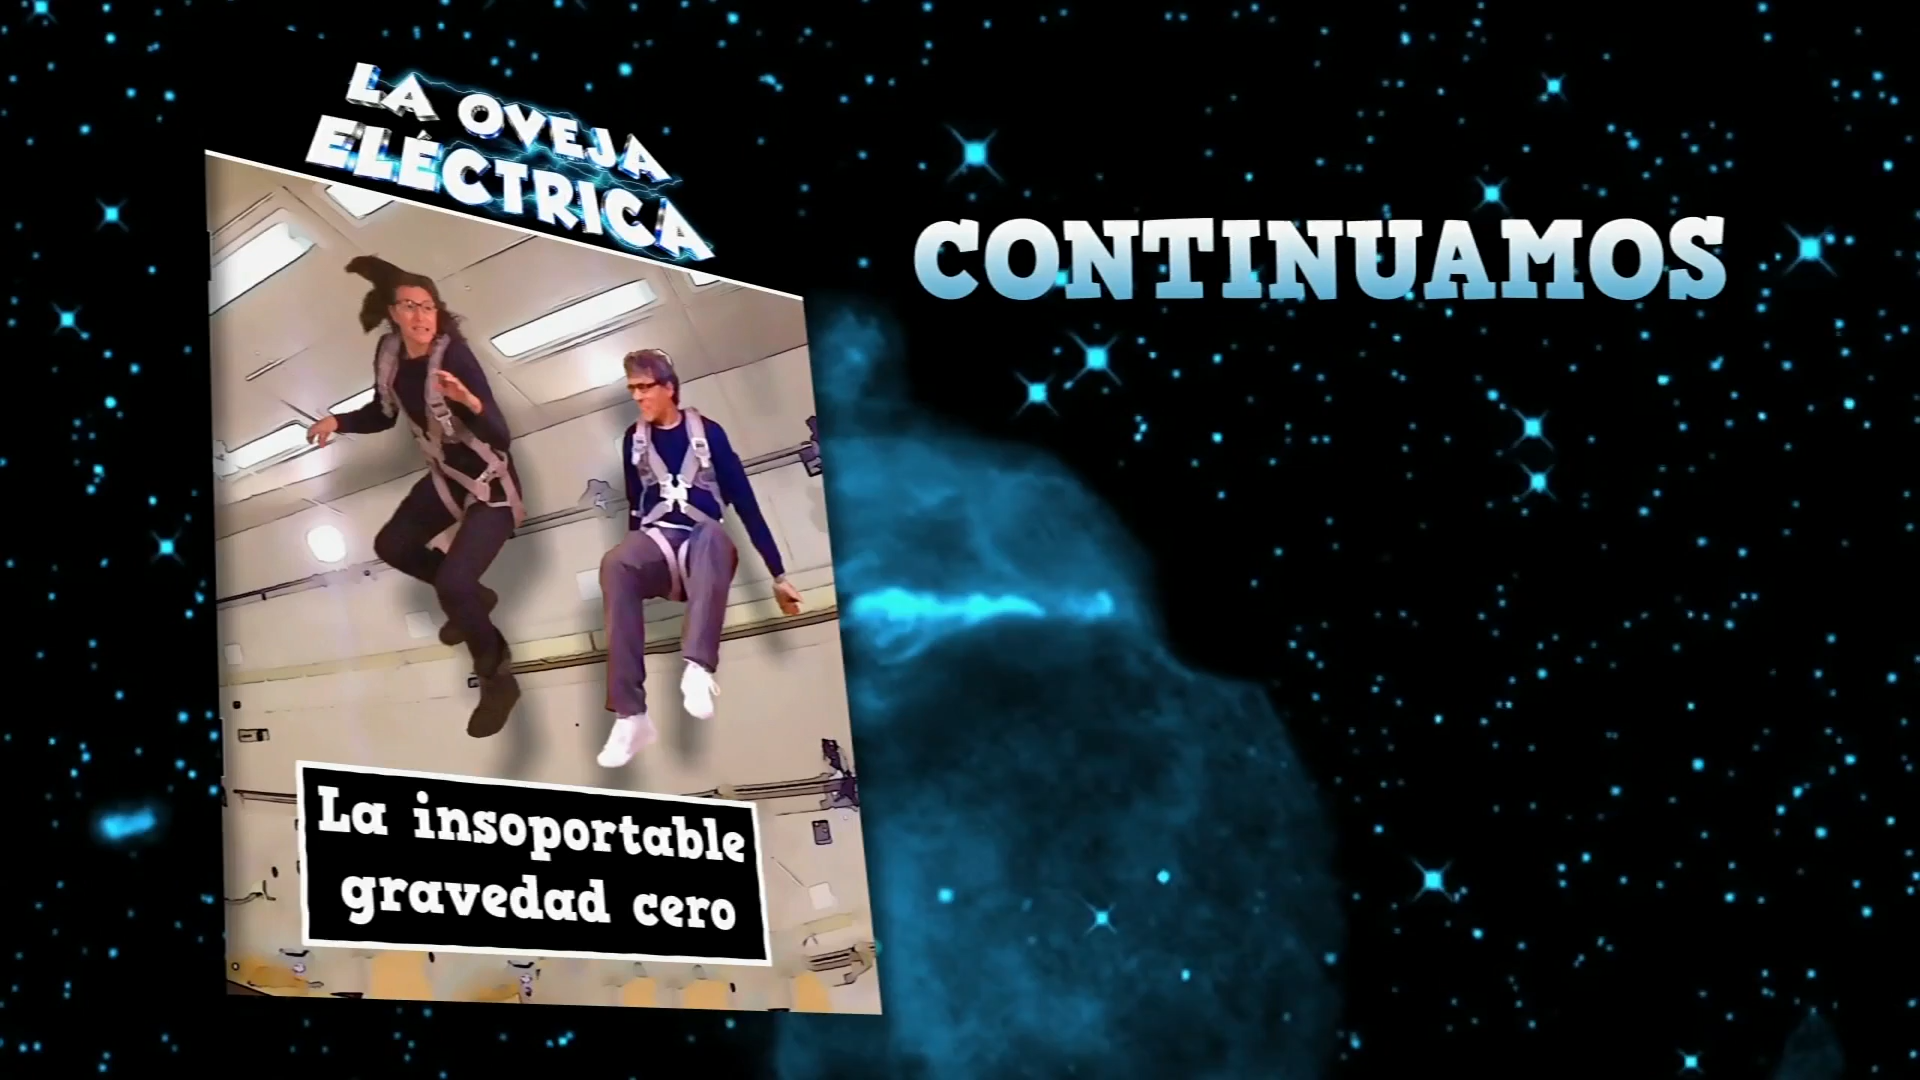 LA OVEJA
ELÉCTRICA
CONTINUAMOS
La insoportable
gravedad cero